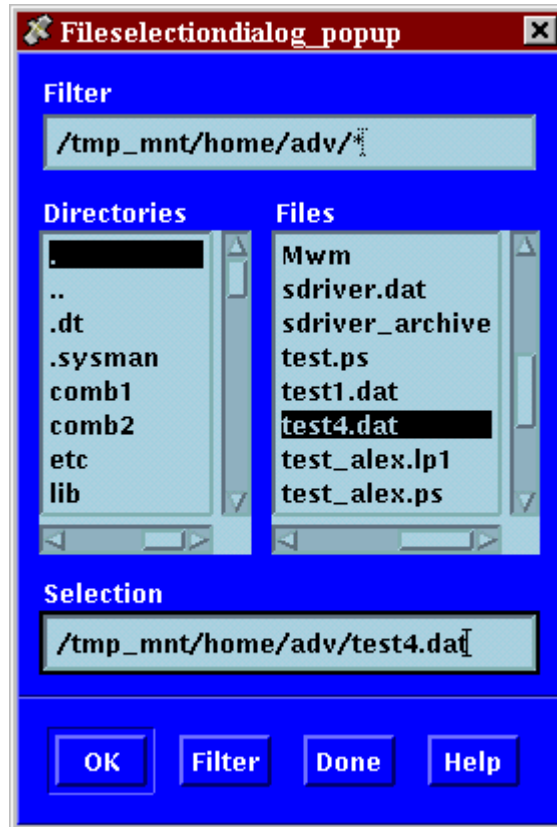 Fileselectiondialog_popup
Filter
/tmp_mnt/home/adv/*
Directories
.
..
.dt
.sysman
comb1
comb2
etc
lib
Files
Mwm
sdriver.dat
sdriver_archive
test.ps
test1.dat
test4.dat
test_alex.lp1
test_alex.ps
Selection
/tmp_mnt/home/adv/test4.dat
OK
Filter
Done
Help